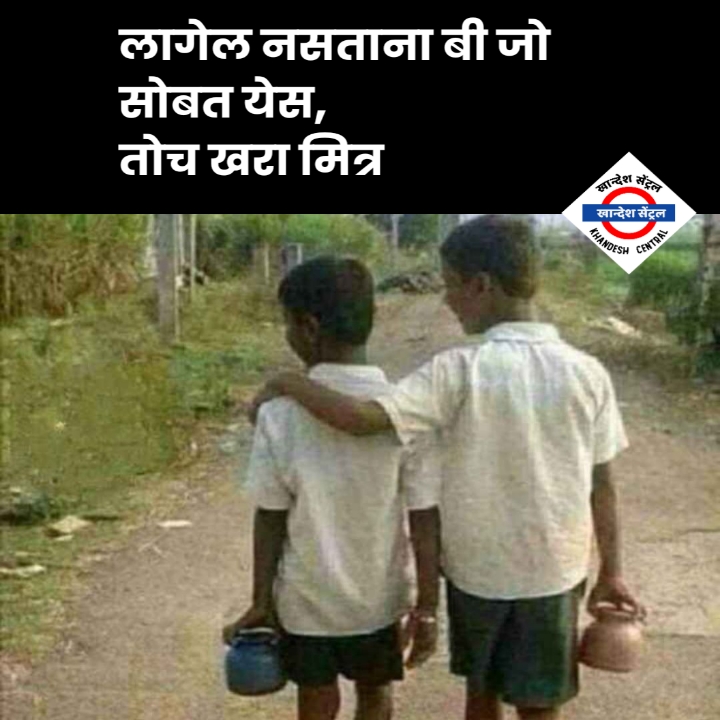 लागेल नसताना बी जो
सोबत येस,
तोच खरा मित्र
खान्देश सेंट्रल
खान्देश सेंट्रल
KHANDESH CENTRAL